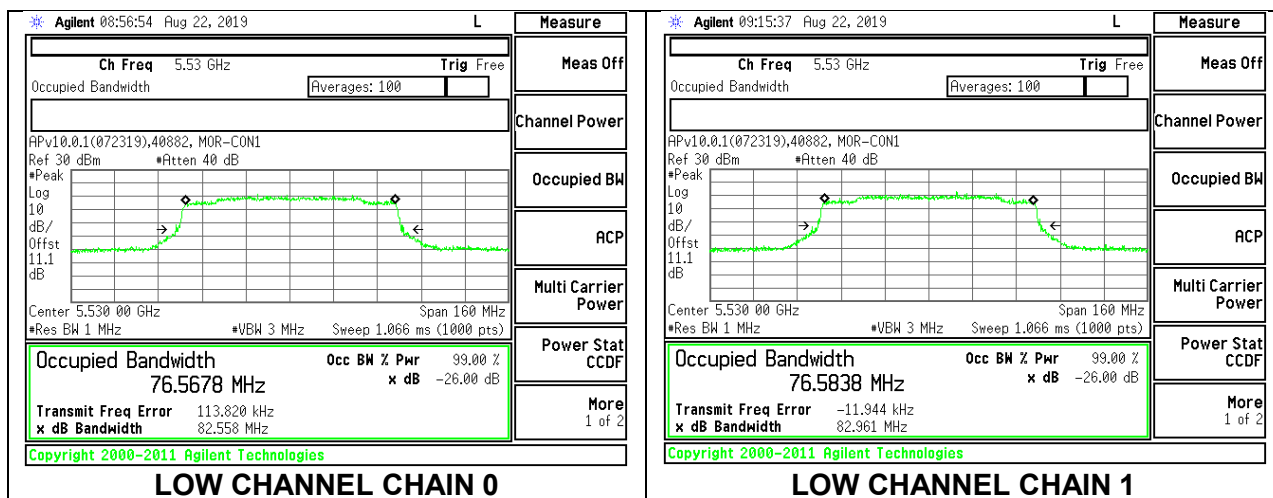 Agilent 08:56:54 Aug 22, 2019 L
Measure
Ch Freq 5.53 GHz Trig Free
Occupied Bandwidth Averages: 100
APv10.0.1(072319),40882, MOR-CON1
Ref 30 dBm #Atten 40 dB
#Peak
Log
10
dB/
Offst
11.1
dB
Center 5.530 00 GHz Span 160 MHz
#Res BW 1 MHz #VBW 3 MHz Sweep 1.066 ms (1000 pts)
Occupied Bandwidth Occ BW % Pwr 99.00 %
76.5678 MHz x dB -26.00 dB
Transmit Freq Error 113.820 kHz
x dB Bandwidth 82.558 MHz
Copyright 2000-2011 Agilent Technologies
Meas Off
Channel Power
Occupied BW
ACP
Multi Carrier
Power
Power Stat
CCDF
More
1 of 2
LOW CHANNEL CHAIN 0
Agilent 09:15:37 Aug 22, 2019 L
Measure
Ch Freq 5.53 GHz Trig Free
Occupied Bandwidth Averages: 100
APv10.0.1(072319),40882, MOR-CON1
Ref 30 dBm #Atten 40 dB
#Peak
Log
10
dB/
Offst
11.1
dB
Center 5.530 00 GHz Span 160 MHz
#Res BW 1 MHz #VBW 3 MHz Sweep 1.066 ms (1000 pts)
Occupied Bandwidth Occ BW % Pwr 99.00 %
76.5838 MHz x dB -26.00 dB
Transmit Freq Error -11.944 kHz
x dB Bandwidth 82.961 MHz
Copyright 2000-2011 Agilent Technologies
Meas Off
Channel Power
Occupied BW
ACP
Multi Carrier
Power
Power Stat
CCDF
More
1 of 2
LOW CHANNEL CHAIN 1